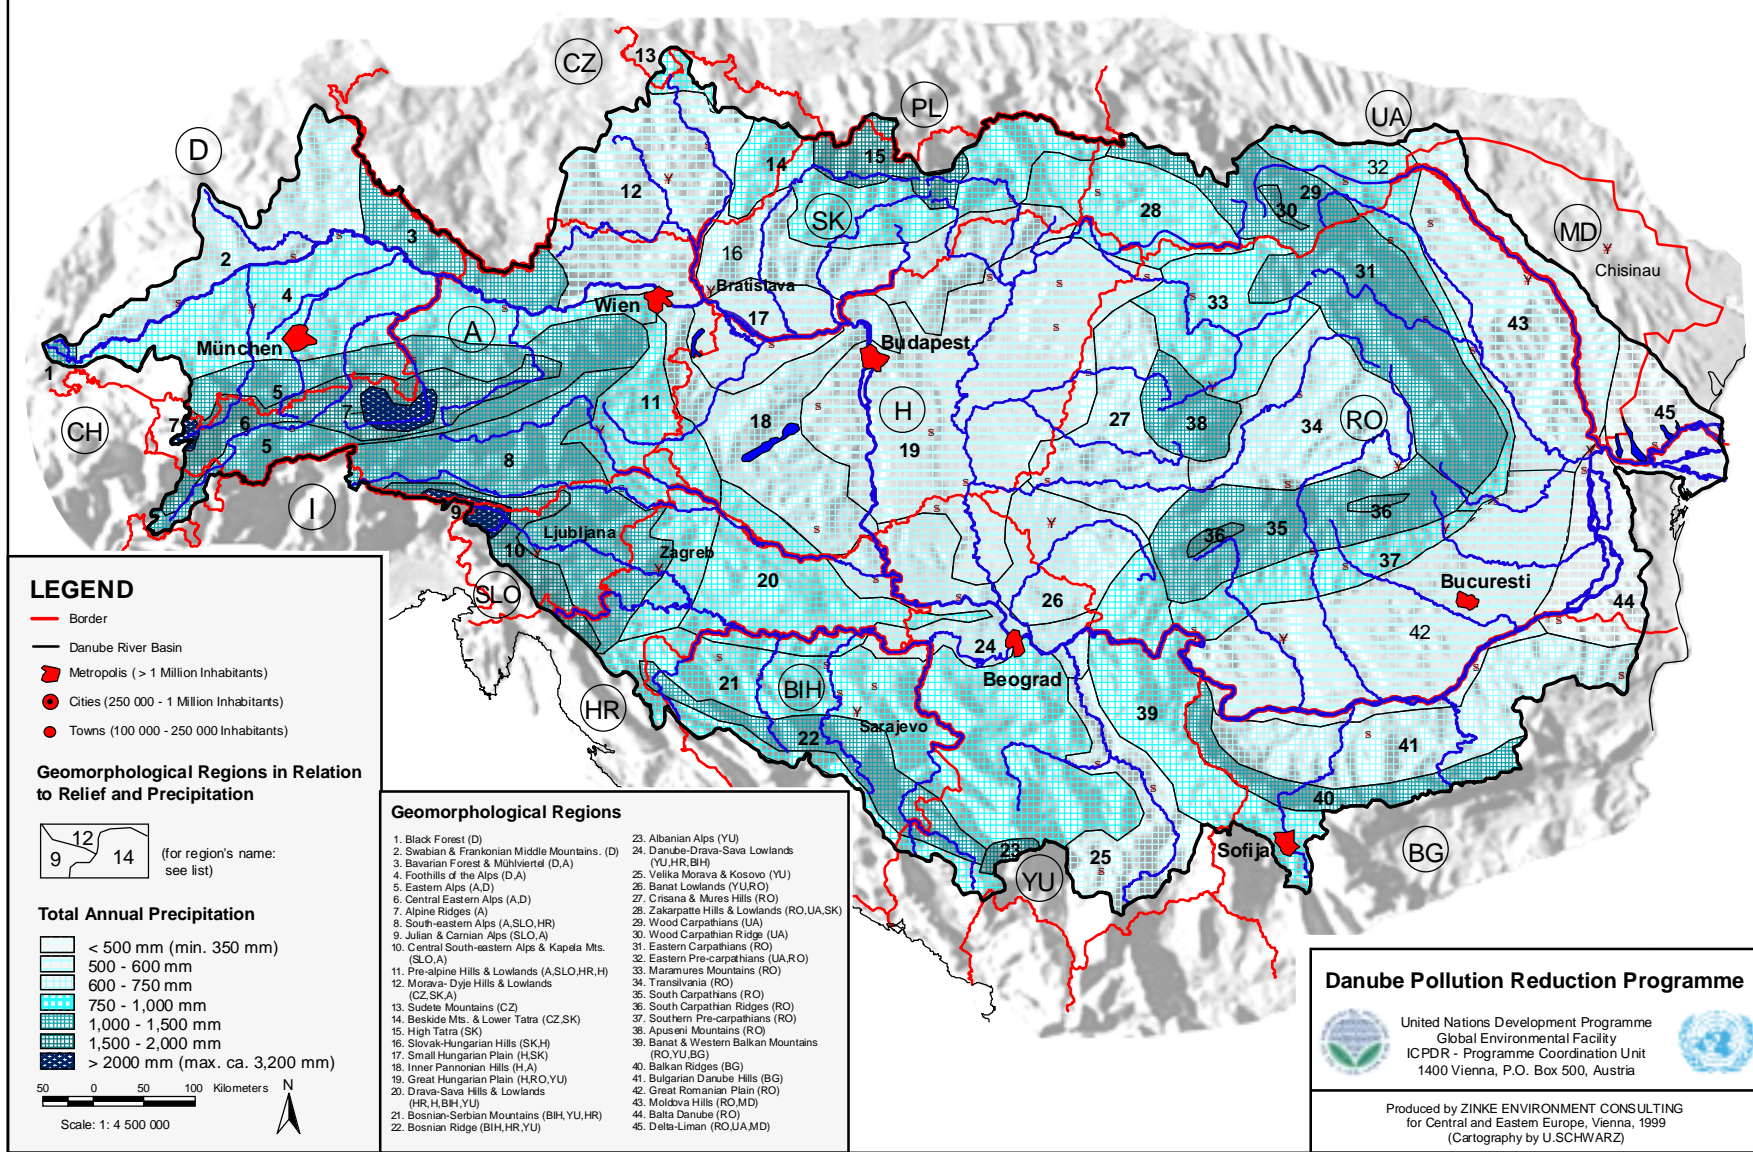 CZ
13
PL
UA
D
14
15
32
12
29
30
28
SK
MD
3
2
16
31
Chisinau
4
Bratislava
Wien
33
17
43
A
München
Budapest
1
5
7
11
18
H
27
38
34
RO
45
CH
7
6
5
8
19
I
9
10
Ljubljana
Zagreb
36
36
35
37
20
Bucuresti
SLO
26
44
42
24
21
BIH
Beograd
HR
39
Sarajevo
22
41
40
23
YU
25
Sofija
BG
LEGEND
Border
Danube River Basin
Metropolis ( > 1 Million Inhabitants)
Cities (250 000 - 1 Million Inhabitants)
Towns (100 000 - 250 000 Inhabitants)
Geomorphological Regions in Relation
to Relief and Precipitation
12
9
14
(for region's name:
see list)
Total Annual Precipitation
< 500 mm (min. 350 mm)
500 - 600 mm
600 - 750 mm
750 - 1,000 mm
1,000 - 1,500 mm
1,500 - 2,000 mm
> 2000 mm (max. ca. 3,200 mm)
50 0 50 100 Kilometers
N
Scale: 1: 4 500 000
Geomorphological Regions
1. Black Forest (D)
2. Swabian & Frankonian Middle Mountains. (D)
3. Bavarian Forest & Mühlviertel (D,A)
4. Foothills of the Alps (D,A)
5. Eastern Alps (A,D)
6. Central Eastern Alps (A,D)
7. Alpine Ridges (A)
8. South-eastern Alps (A,SLO,HR)
9. Julian & Carnian Alps (SLO,A)
10. Central South-eastern Alps & Kapela Mts.
(SLO,A)
11. Pre-alpine Hills & Lowlands (A,SLO,HR,H)
12. Morava- Dyje Hills & Lowlands
(CZ,SK,A)
13. Sudete Mountains (CZ)
14. Beskide Mts. & Lower Tatra (CZ,SK)
15. High Tatra (SK)
16. Slovak-Hungarian Hills (SK,H)
17. Small Hungarian Plain (H,SK)
18. Inner Pannonian Hills (H,A)
19. Great Hungarian Plain (H,RO,YU)
20. Drava-Sava Hills & Lowlands
(HR,H,BIH,YU)
21. Bosnian-Serbian Mountains (BIH,YU,HR)
22. Bosnian Ridge (BIH,HR,YU)
23. Albanian Alps (YU)
24. Danube-Drava-Sava Lowlands
(YU,HR,BIH)
25. Velika Morava & Kosovo (YU)
26. Banat Lowlands (YU,RO)
27. Crisana & Mures Hills (RO)
28. Zakarpatte Hills & Lowlands (RO,UA,SK)
29. Wood Carpathians (UA)
30. Wood Carpathian Ridge (UA)
31. Eastern Carpathians (RO)
32. Eastern Pre-carpathians (UA,RO)
33. Maramures Mountains (RO)
34. Transilvania (RO)
35. South Carpathians (RO)
36. South Carpathian Ridges (RO)
37. Southern Pre-carpathians (RO)
38. Apuseni Mountains (RO)
39. Banat & Western Balkan Mountains
(RO,YU,BG)
40. Balkan Ridges (BG)
41. Bulgarian Danube Hills (BG)
42. Great Romanian Plain (RO)
43. Moldova Hills (RO,MD)
44. Balta Danube (RO)
45. Delta-Liman (RO,UA,MD)
Danube Pollution Reduction Programme
United Nations Development Programme
Global Environmental Facility
ICPDR - Programme Coordination Unit
1400 Vienna, P.O. Box 500, Austria
Produced by ZINKE ENVIRONMENT CONSULTING
for Central and Eastern Europe, Vienna, 1999
(Cartography by U.SCHWARZ)